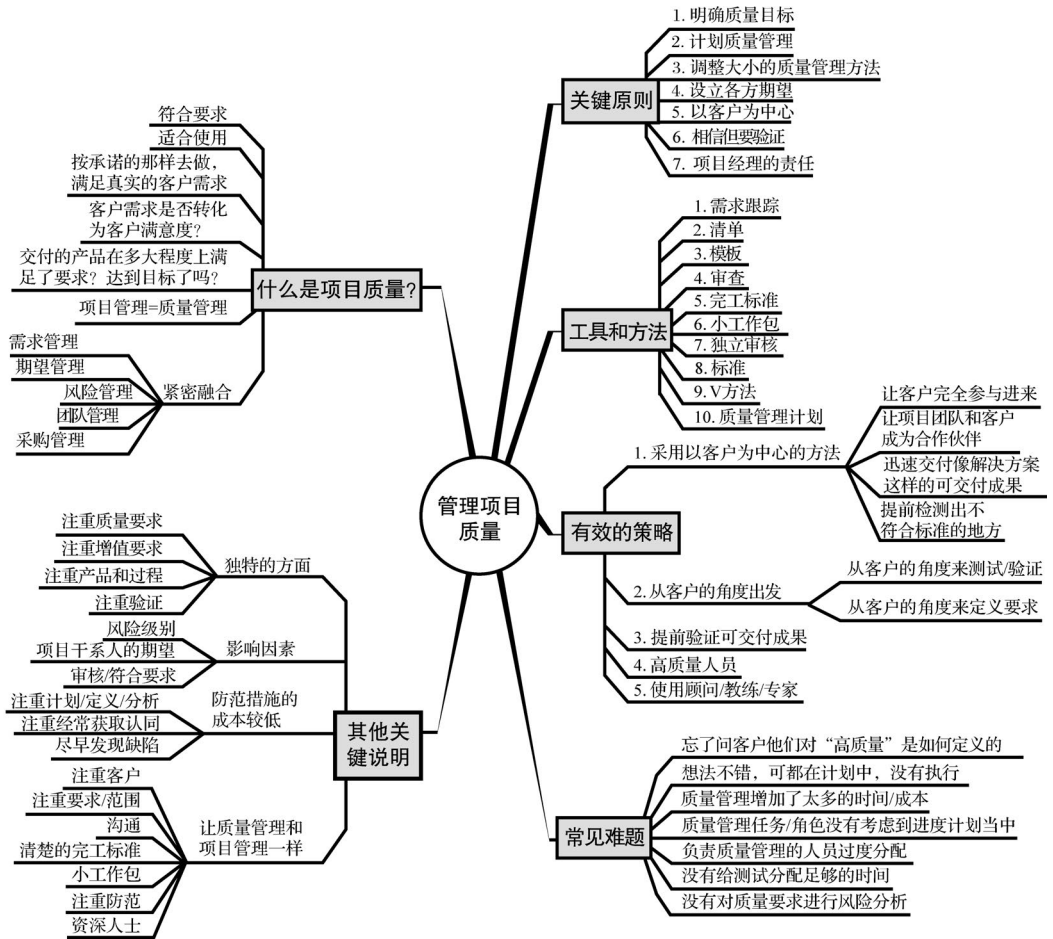 管理项目
质量
什么是项目质量?
符合要求
适合使用
按承诺的那样去做，
满足真实的客户需求
客户需求是否转化
为客户满意度？
交付的产品在多大程度上满
足了要求？达到目标了吗？
项目管理=质量管理
紧密融合
需求管理
期望管理
风险管理
团队管理
采购管理
关键原则
1. 明确质量目标
2. 计划质量管理
3. 调整大小的质量管理方法
4. 设立各方期望
5. 以客户为中心
6. 相信但要验证
7. 项目经理的责任
工具和方法
1. 需求跟踪
2. 清单
3. 模板
4. 审查
5. 完工标准
6. 小工作包
7. 独立审核
8. 标准
9. V方法
10. 质量管理计划
有效的策略
1. 采用以客户为中心的方法
让客户完全参与进来
让项目团队和客户
成为合作伙伴
迅速交付像解决方案
这样的可交付成果
提前检测出不
符合标准的地方
2. 从客户的角度出发
从客户的角度来测试/验证
从客户的角度来定义要求
3. 提前验证可交付成果
4. 高质量人员
5. 使用顾问/教练/专家
常见难题
忘了问客户他们对“高质量”是如何定义的
想法不错，可都在计划中，没有执行
质量管理增加了太多的时间/成本
质量管理任务/角色没有考虑到进度计划当中
负责质量管理的人员过度分配
没有给测试分配足够的时间
没有对质量要求进行风险分析
其他关
键说明
独特的方面
注重质量要求
注重增值要求
注重产品和过程
注重验证
影响因素
风险级别
项目干系人的期望
审核/符合要求
防范措施的
成本较低
注重计划/定义/分析
注重经常获取认同
尽早发现缺陷
让质量管理和
项目管理一样
注重客户
注重要求/范围
沟通
清楚的完工标准
小工作包
注重防范
资深人士